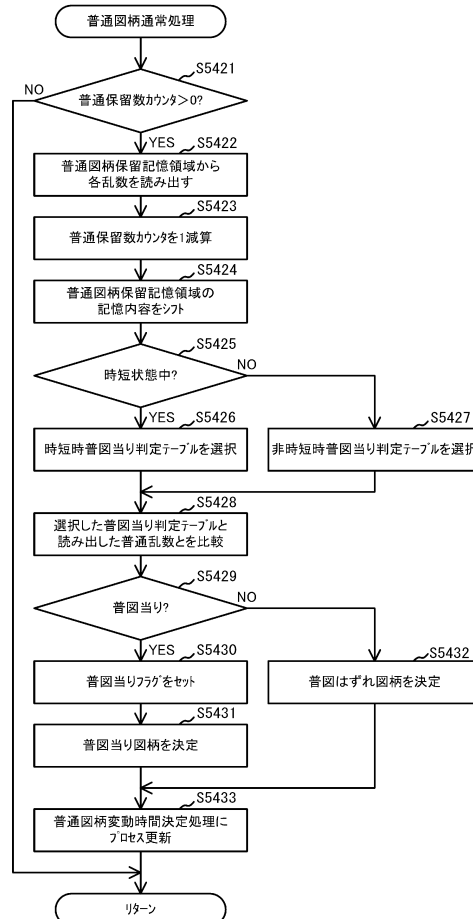 普通図柄通常処理
S5421
NO
普通保留数カウンタ>0?
YES
S5422
普通図柄保留記憶領域から
各乱数を読み出す
S5423
普通保留数カウンタを1減算
S5424
普通図柄保留記憶領域の
記憶内容をシフト
S5425
時短状態中?
NO
YES
S5426
時短時普図当り判定テーブルを選択
S5427
非時短時普図当り判定テーブルを選択
S5428
選択した普図当り判定テーブルと
読み出した普通乱数とを比較
S5429
普図当り?
NO
YES
S5430
普図当りフラグをセット
S5432
普図はずれ図柄を決定
S5431
普図当り図柄を決定
S5433
普通図柄変動時間決定処理に
プロセス更新
リターン